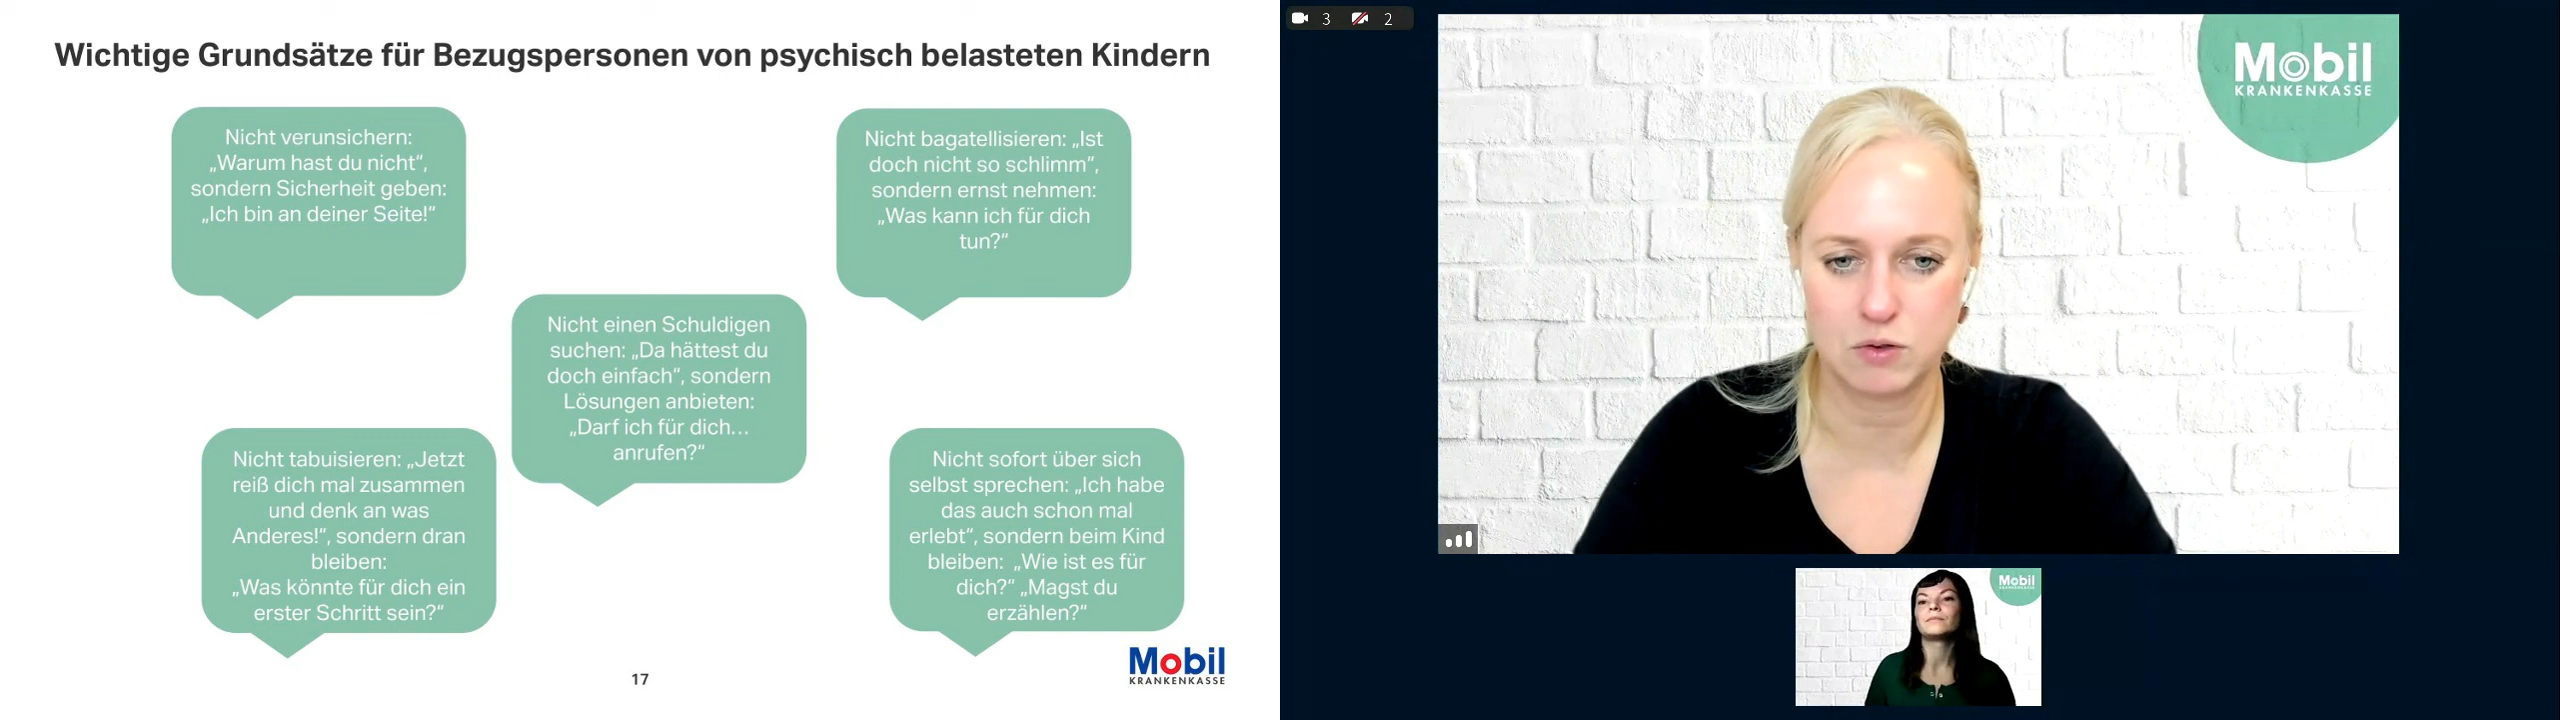 Wichtige Grundsätze für Bezugspersonen von psychisch belasteten Kindern
Nicht verunsichern:
„Warum hast du nicht“,
sondern Sicherheit geben:
„Ich bin an deiner Seite!“
Nicht bagatellisieren: „Ist
doch nicht so schlimm“,
sondern ernst nehmen:
„Was kann ich für dich
tun?“
Nicht einen Schuldigen
suchen: „Da hättest du
doch einfach“, sondern
Lösungen anbieten:
„Darf ich für dich…
anrufen?“
Nicht tabuisieren: „Jetzt
reiß dich mal zusammen
und denk an was
Anderes!“, sondern dran
bleiben:
„Was könnte für dich ein
erster Schritt sein?“
Nicht sofort über sich
selbst sprechen: „Ich habe
das auch schon mal
erlebt“, sondern beim Kind
bleiben: „Wie ist es für
dich?“ „Magst du
erzählen?“
17
Mobil
KRANKENKASSE
3 2
Mobil
KRANKENKASSE
Mobil
KRANKENKASSE